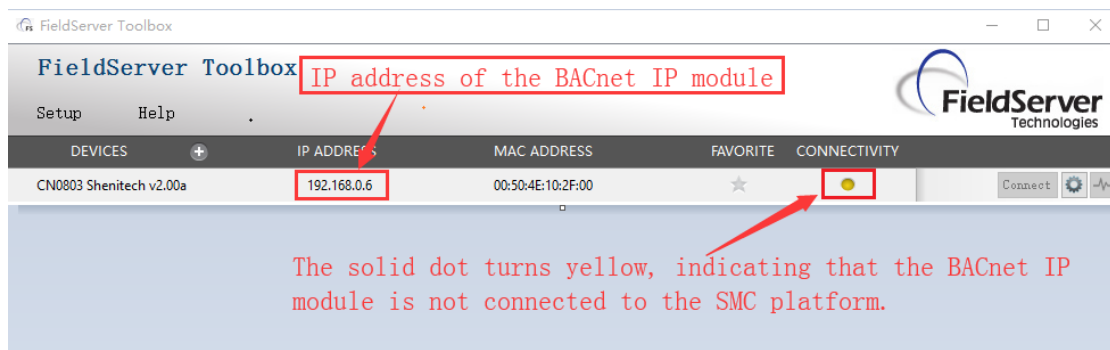 FieldServer Toolbox
FieldServer Toolbox
IP address of the BACnet IP module
FieldServer
Technologies
Setup Help .
DEVICES IP ADDRESS MAC ADDRESS FAVORITE CONNECTIVITY
CN0803 Shenitech v2.00a 192.168.0.6 00:50:4E:10:2F:00 Connect
The solid dot turns yellow, indicating that the BACnet IP
module is not connected to the SMC platform.